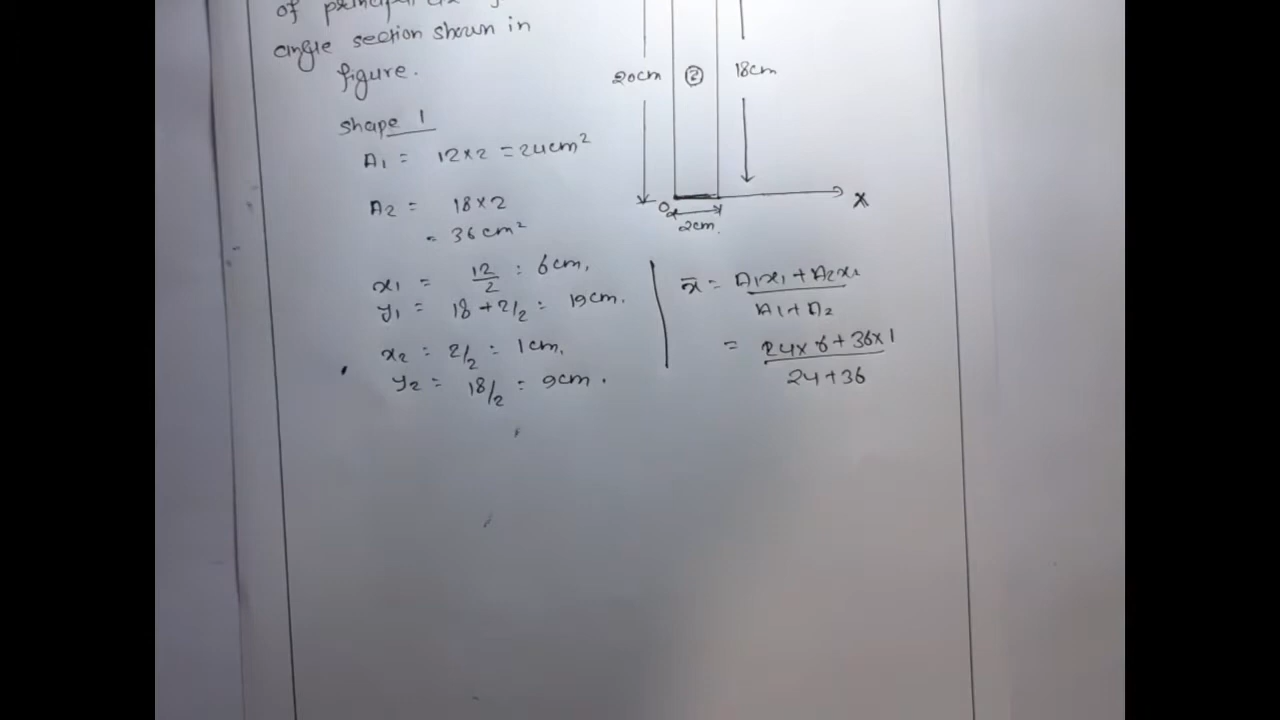 of principal
angle section shown in
figure.
shape 1
A₁ = 12×2 = 24cm²
A₂ = 18×2
= 36cm²
x₁ = 12/2 = 6cm,
y₁ = 18+2/2 = 19cm.
x₂ = 2/2 = 1cm,
y₂ = 18/2 = 9cm.
20cm
②
18cm
O
X
2cm.
x̄ = A₁x₁+A₂x₂ / A₁+A₂
= 24×6+36×1 / 24+36